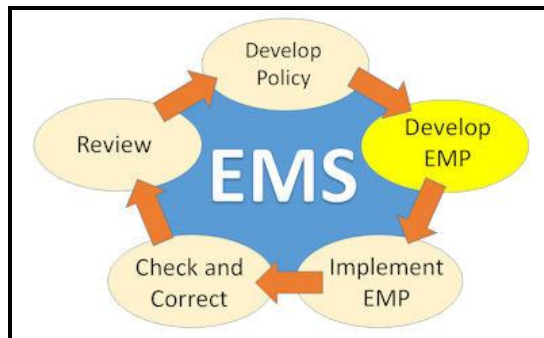 Develop
Policy
Develop
EMP
Implement
EMP
Check and
Correct
Review
EMS